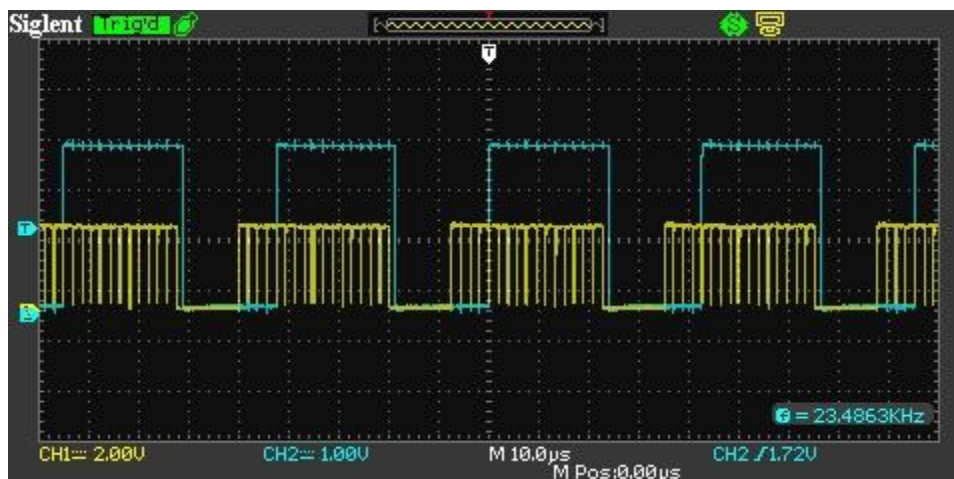 Siglent Trig'd
T
S
T
f = 23.4863KHz
CH1 2.00V CH2 1.00V M 10.0µs CH2 1.72V
M Pos:0.00µs